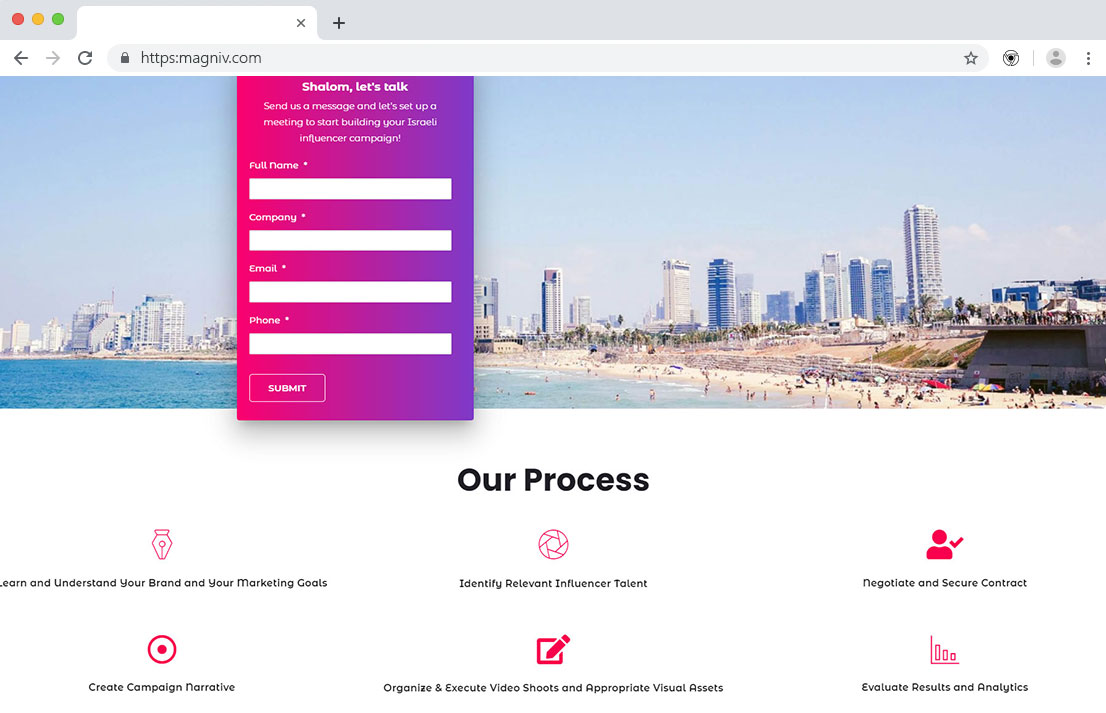 https:magniv.com
Shalom, let's talk
Send us a message and let's set up a
meeting to start building your Israeli
influencer campaign!
Full Name *
Company *
Email *
Phone *
SUBMIT
Our Process
Learn and Understand Your Brand and Your Marketing Goals
Identify Relevant Influencer Talent
Negotiate and Secure Contract
Create Campaign Narrative
Organize & Execute Video Shoots and Appropriate Visual Assets
Evaluate Results and Analytics